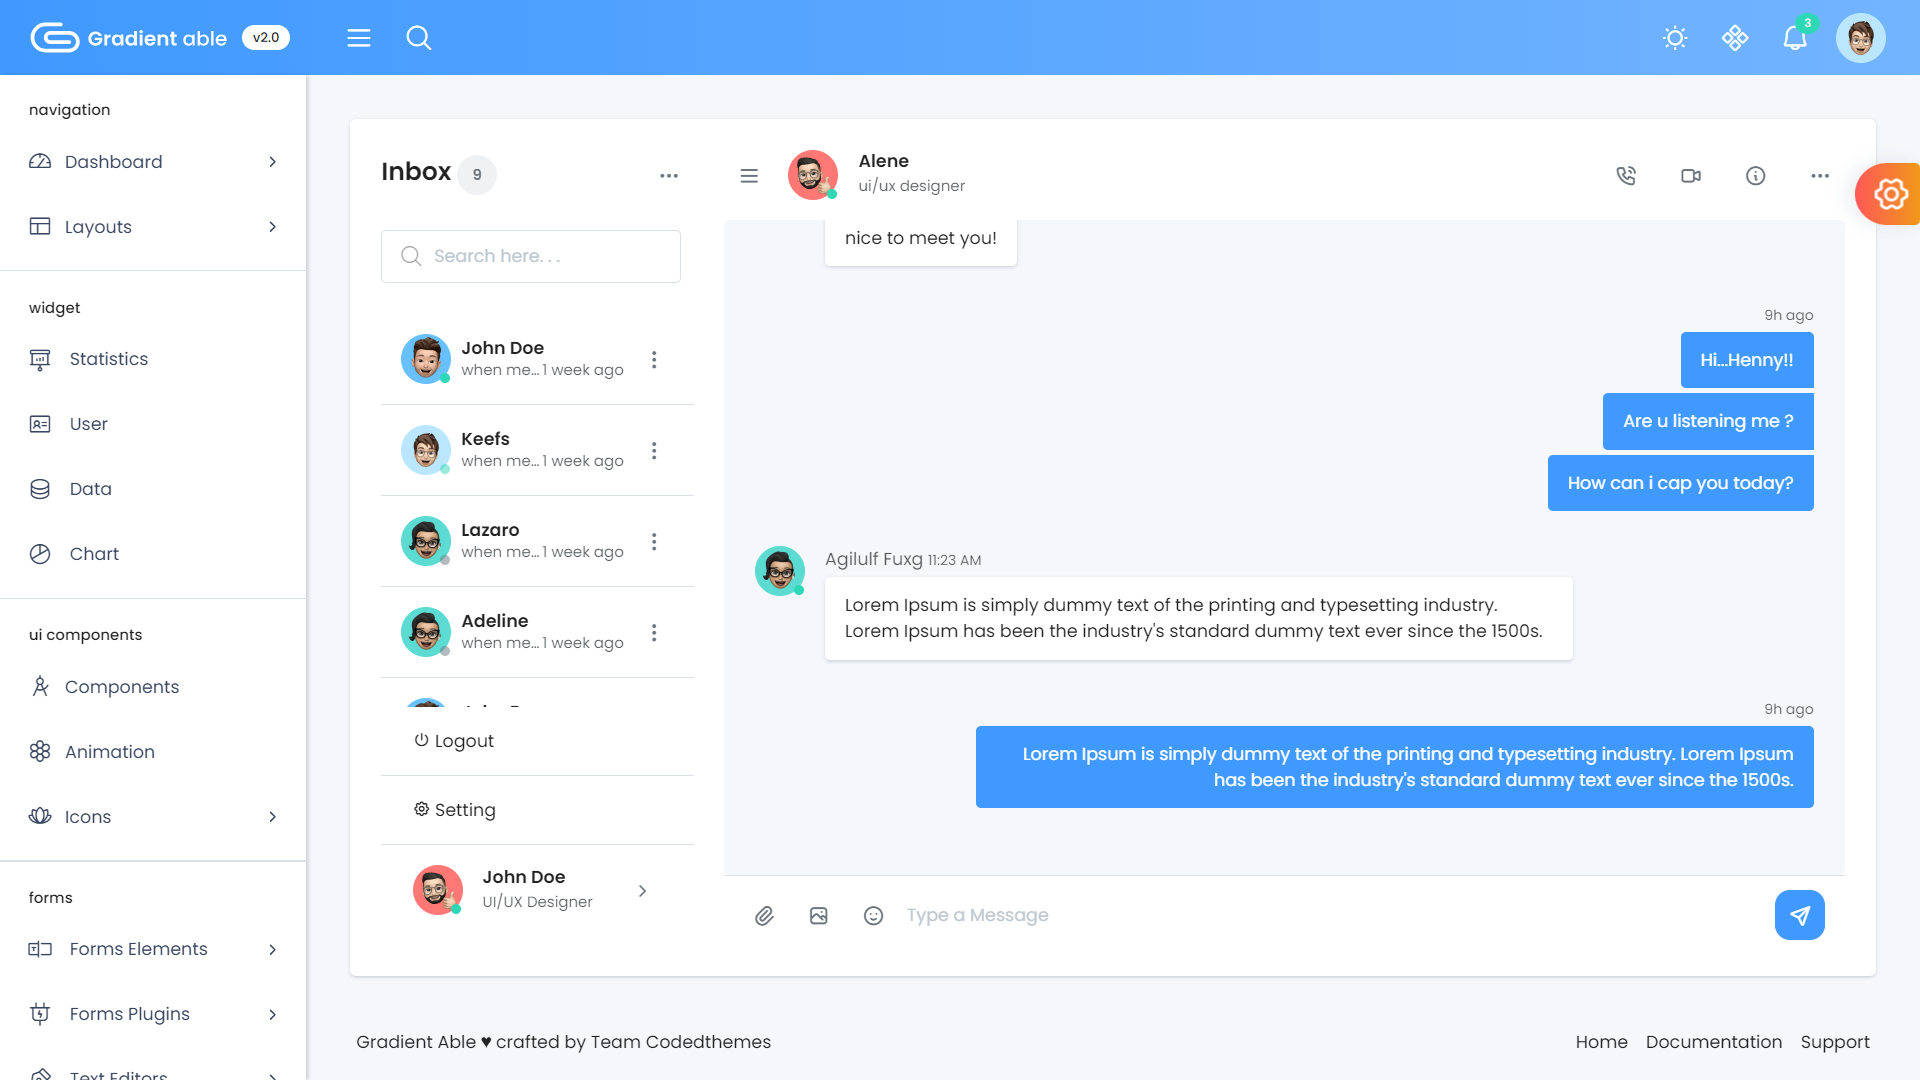 Gradient able v2.0
3
navigation
Dashboard
Layouts
widget
Statistics
User
Data
Chart
ui components
Components
Animation
Icons
forms
Forms Elements
Forms Plugins
Text Editors
Inbox 9
Search here. . .
John Doe
when me... 1 week ago
Keefs
when me... 1 week ago
Lazaro
when me... 1 week ago
Adeline
when me... 1 week ago
Logout
Setting
John Doe
UI/UX Designer
Alene
ui/ux designer
nice to meet you!
9h ago
Hi...Henny!!
Are u listening me ?
How can i cap you today?
Agilulf Fuxg 11:23 AM
Lorem Ipsum is simply dummy text of the printing and typesetting industry.
Lorem Ipsum has been the industry's standard dummy text ever since the 1500s.
9h ago
Lorem Ipsum is simply dummy text of the printing and typesetting industry. Lorem Ipsum
has been the industry's standard dummy text ever since the 1500s.
Type a Message
Gradient Able ♥ crafted by Team Codedthemes
Home Documentation Support